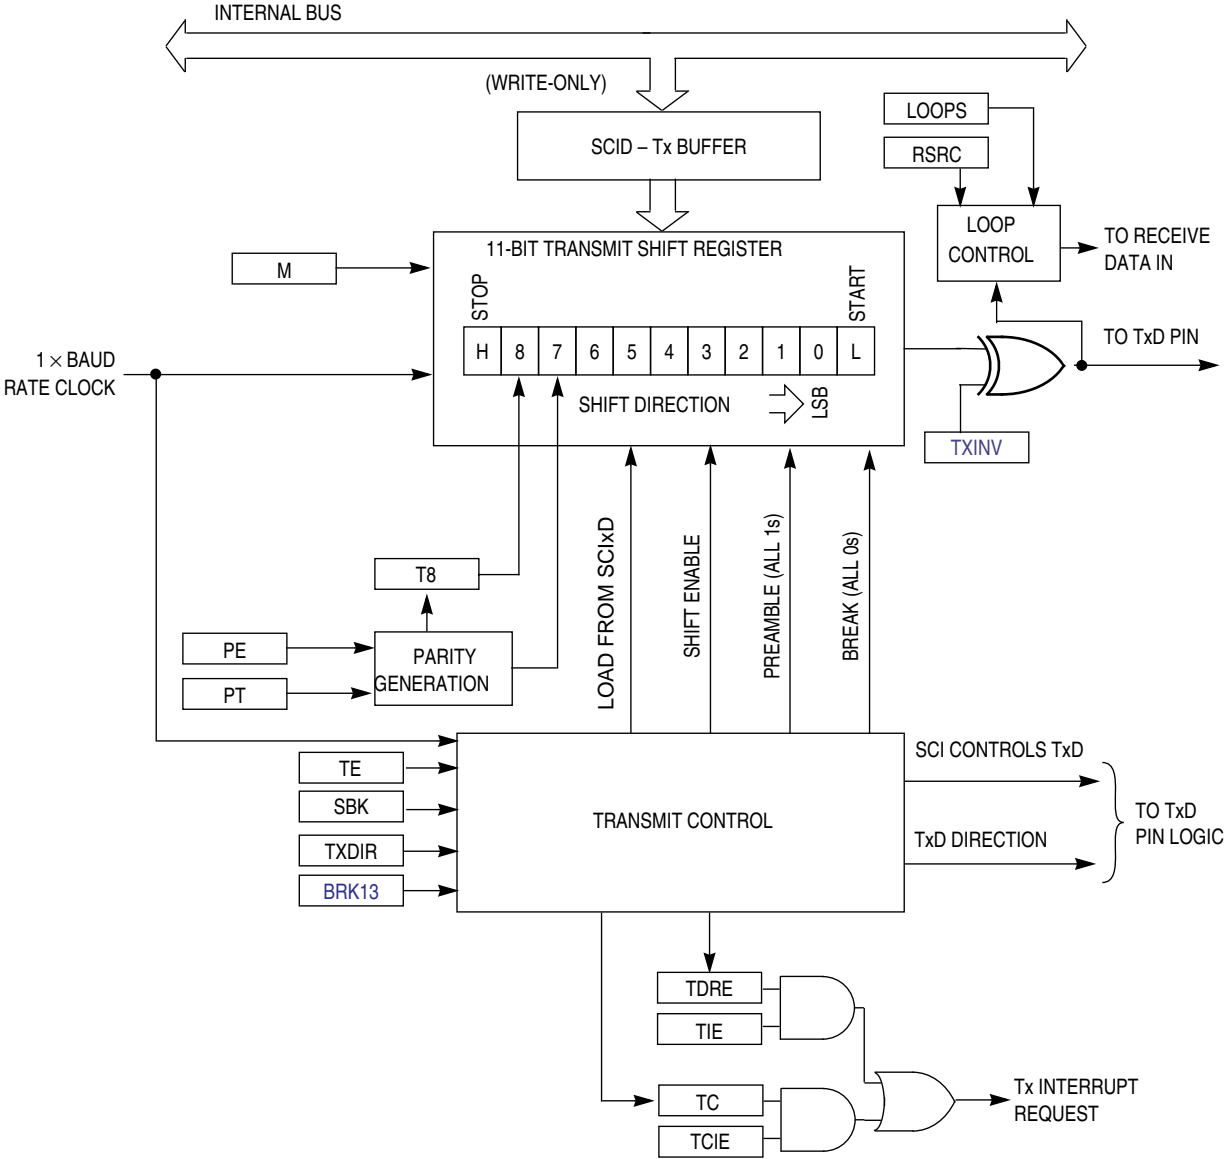 INTERNAL BUS
(WRITE-ONLY)
SCID – Tx BUFFER
LOOPS
RSRC
LOOP
CONTROL
TO RECEIVE
DATA IN
11-BIT TRANSMIT SHIFT REGISTER
M
STOP
START
H 8 7 6 5 4 3 2 1 0 L
1 × BAUD
RATE CLOCK
SHIFT DIRECTION
LSB
TO TxD PIN
TXINV
T8
PE
PT
PARITY
GENERATION
LOAD FROM SCIxD
SHIFT ENABLE
PREAMBLE (ALL 1s)
BREAK (ALL 0s)
TE
SBK
TXDIR
BRK13
TRANSMIT CONTROL
SCI CONTROLS TxD
TxD DIRECTION
TO TxD
PIN LOGIC
TDRE
TIE
TC
TCIE
Tx INTERRUPT
REQUEST